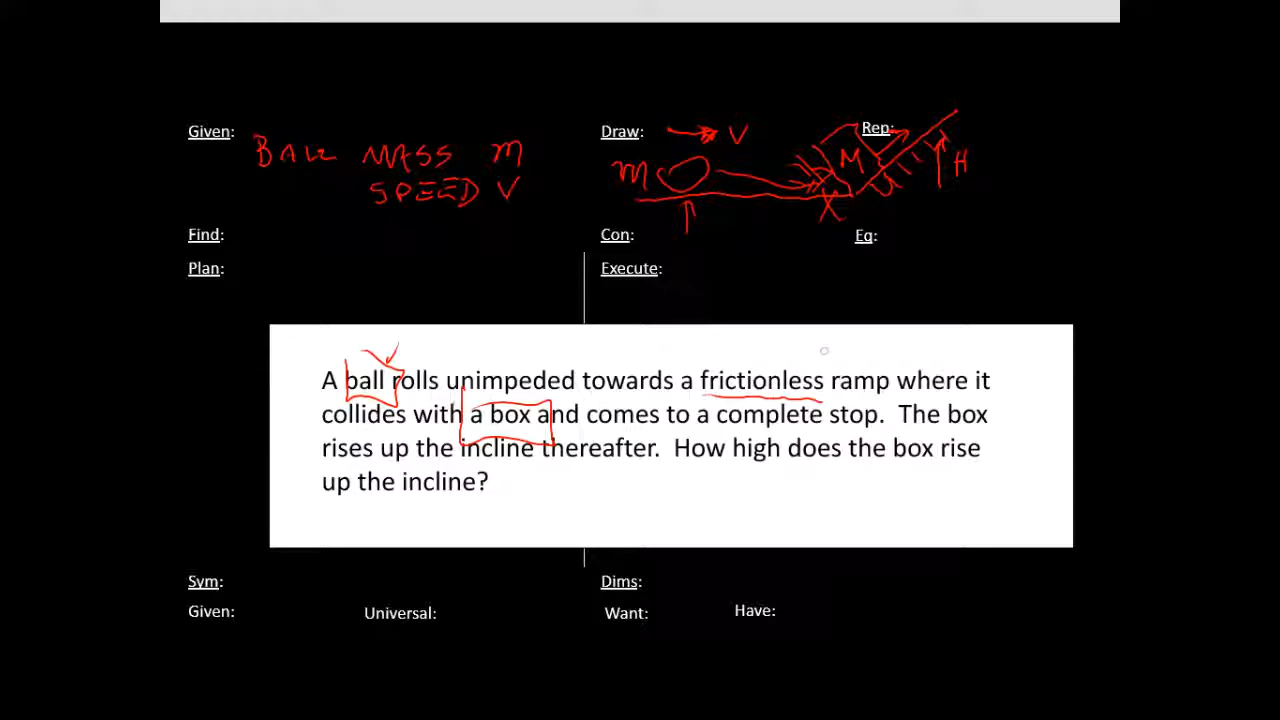 Given: BALL MASS m
SPEED V
Draw: V
m
M
Rep:
H
Find:
Con:
Eq:
Plan:
Execute:
A ball rolls unimpeded towards a frictionless ramp where it
collides with a box and comes to a complete stop. The box
rises up the incline thereafter. How high does the box rise
up the incline?
Sym:
Dims:
Given:
Universal:
Want:
Have: